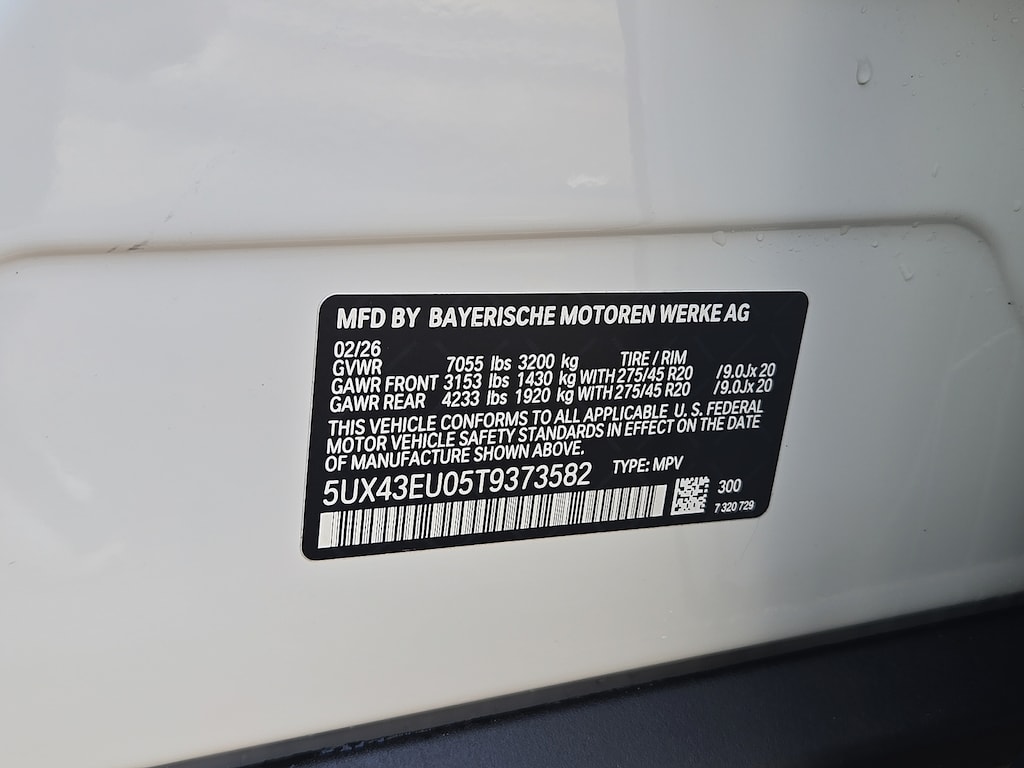 MFD BY BAYERISCHE MOTOREN WERKE AG
02/26
GVWR 7055 lbs 3200 kg TIRE / RIM
GAWR FRONT 3153 lbs 1430 kg WITH 275/45 R20 /9.0Jx20
GAWR REAR 4233 lbs 1920 kg WITH 275/45 R20 /9.0Jx20
THIS VEHICLE CONFORMS TO ALL APPLICABLE U. S. FEDERAL
MOTOR VEHICLE SAFETY STANDARDS IN EFFECT ON THE DATE
OF MANUFACTURE SHOWN ABOVE.
5UX43EU05T9373582 TYPE: MPV
300
7 320 729